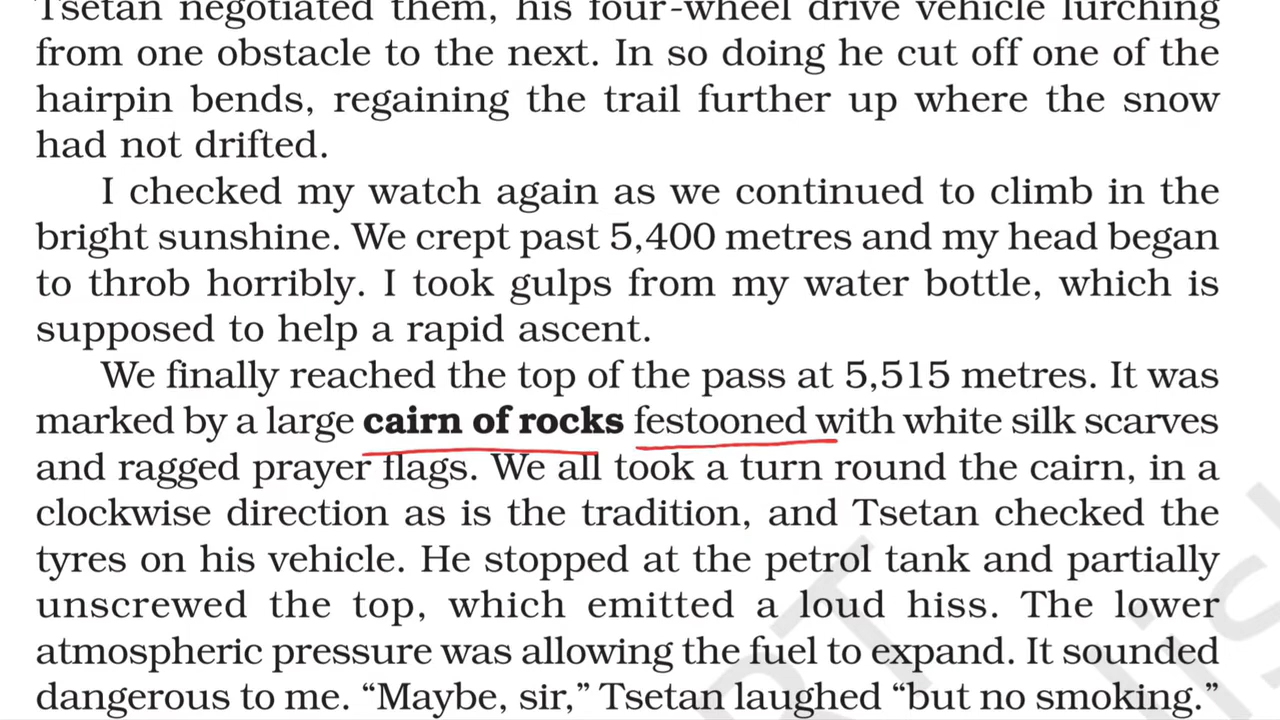 Tsetan negotiated them, his four-wheel drive vehicle lurching
from one obstacle to the next. In so doing he cut off one of the
hairpin bends, regaining the trail further up where the snow
had not drifted.
I checked my watch again as we continued to climb in the
bright sunshine. We crept past 5,400 metres and my head began
to throb horribly. I took gulps from my water bottle, which is
supposed to help a rapid ascent.
We finally reached the top of the pass at 5,515 metres. It was
marked by a large cairn of rocks festooned with white silk scarves
and ragged prayer flags. We all took a turn round the cairn, in a
clockwise direction as is the tradition, and Tsetan checked the
tyres on his vehicle. He stopped at the petrol tank and partially
unscrewed the top, which emitted a loud hiss. The lower
atmospheric pressure was allowing the fuel to expand. It sounded
dangerous to me. “Maybe, sir,” Tsetan laughed “but no smoking.”